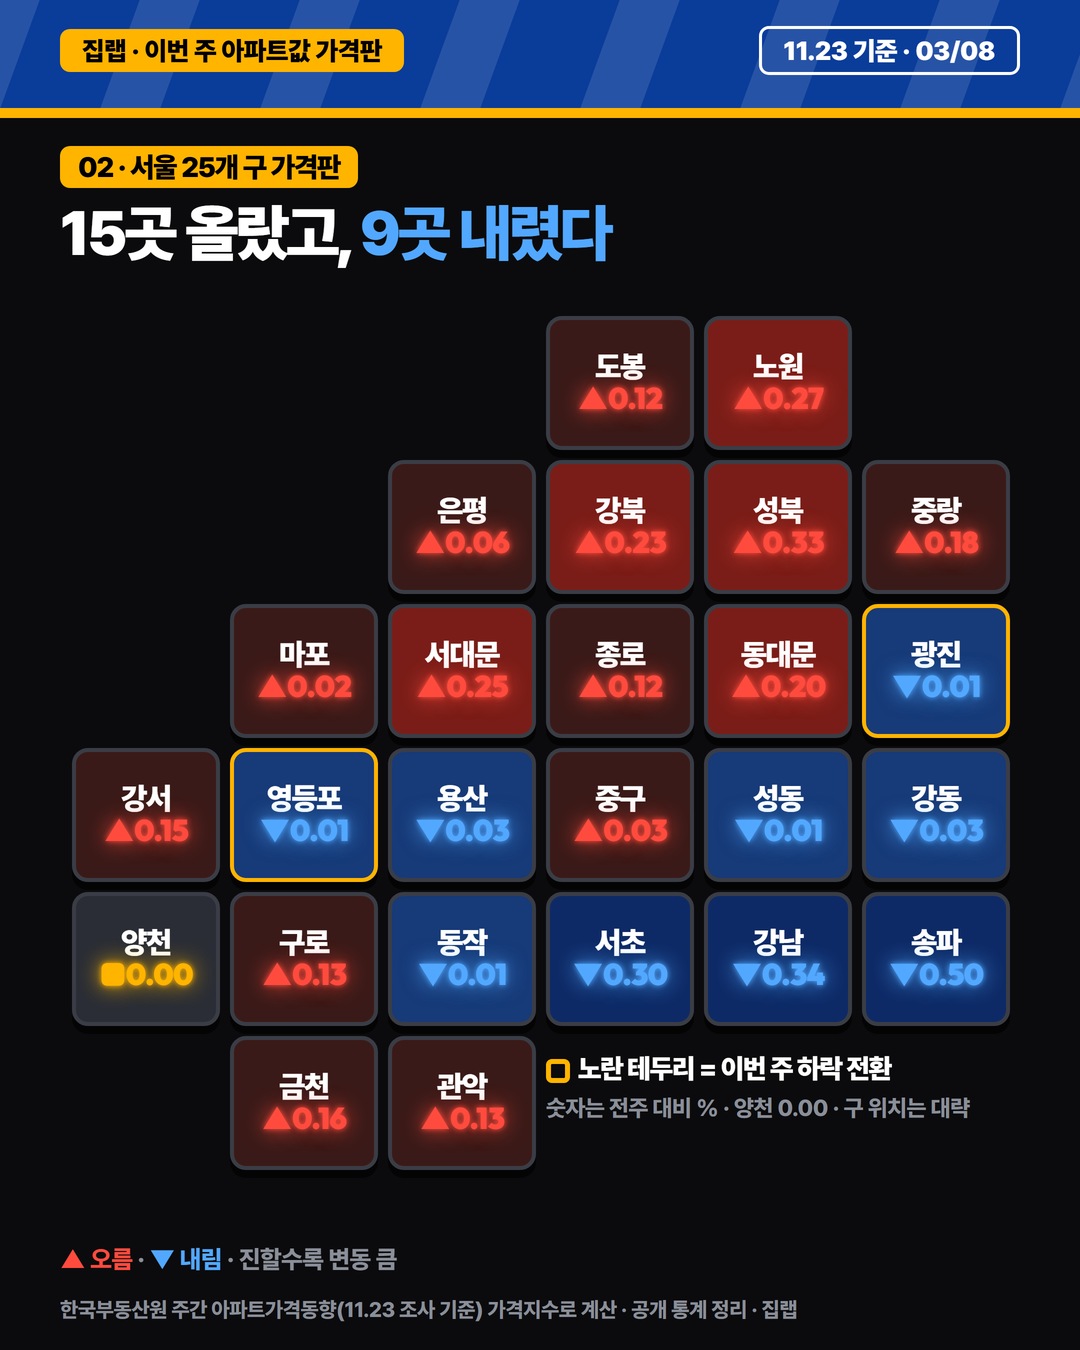 집랩 · 이번 주 아파트값 가격판
11.23 기준 · 03/08
02 · 서울 25개 구 가격판
15곳 올랐고, 9곳 내렸다
도봉
▲0.12
노원
▲0.27
은평
▲0.06
강북
▲0.23
성북
▲0.33
중랑
▲0.18
마포
▲0.02
서대문
▲0.25
종로
▲0.12
동대문
▲0.20
광진
▼0.01
강서
▲0.15
영등포
▼0.01
용산
▼0.03
중구
▲0.03
성동
▼0.01
강동
▼0.03
양천
■0.00
구로
▲0.13
동작
▼0.01
서초
▼0.30
강남
▼0.34
송파
▼0.50
금천
▲0.16
관악
▲0.13
노란 테두리 = 이번 주 하락 전환
숫자는 전주 대비 % · 양천 0.00 · 구 위치는 대략
▲ 오름 · ▼ 내림 · 진할수록 변동 큼
한국부동산원 주간 아파트가격동향(11.23 조사 기준) 가격지수로 계산 · 공개 통계 정리 · 집랩